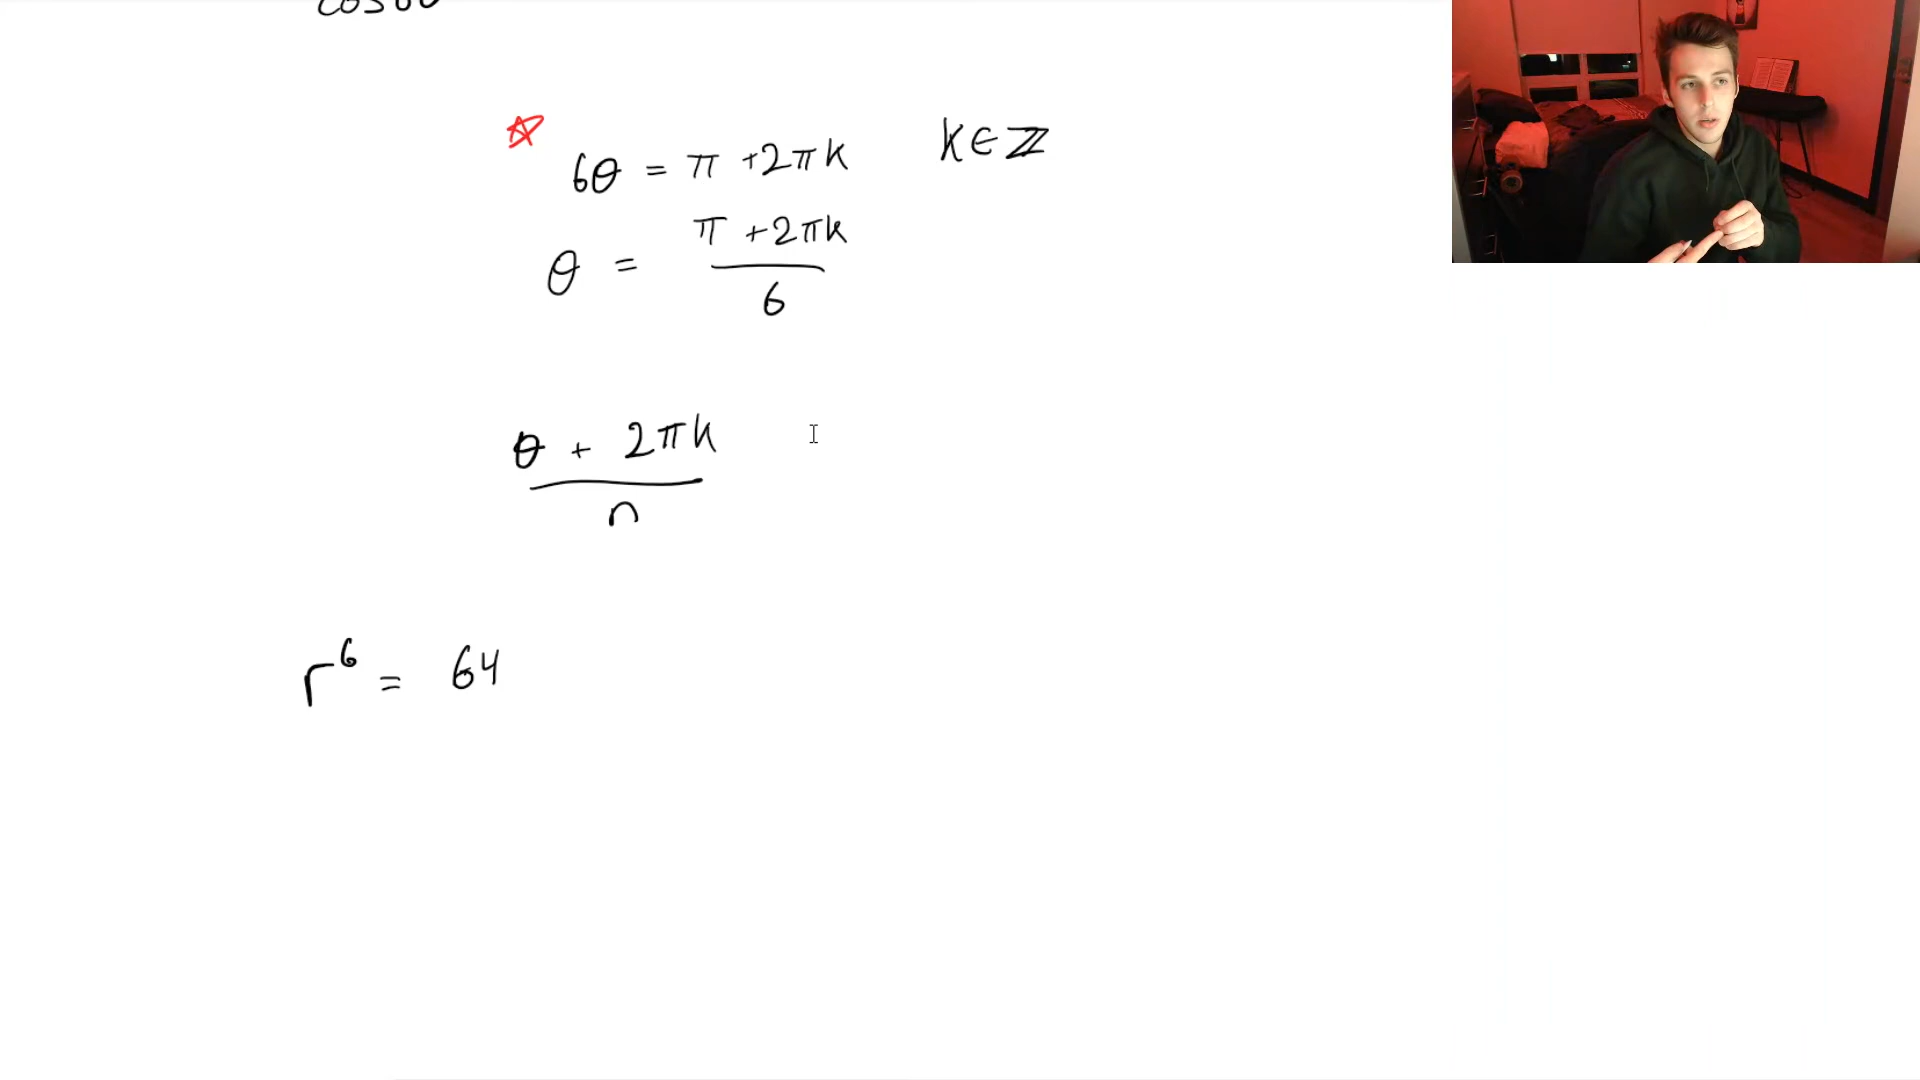 6θ = π + 2πk k ∈ ℤ
θ = π + 2πk
6
θ + 2πk
n
r⁶ = 64